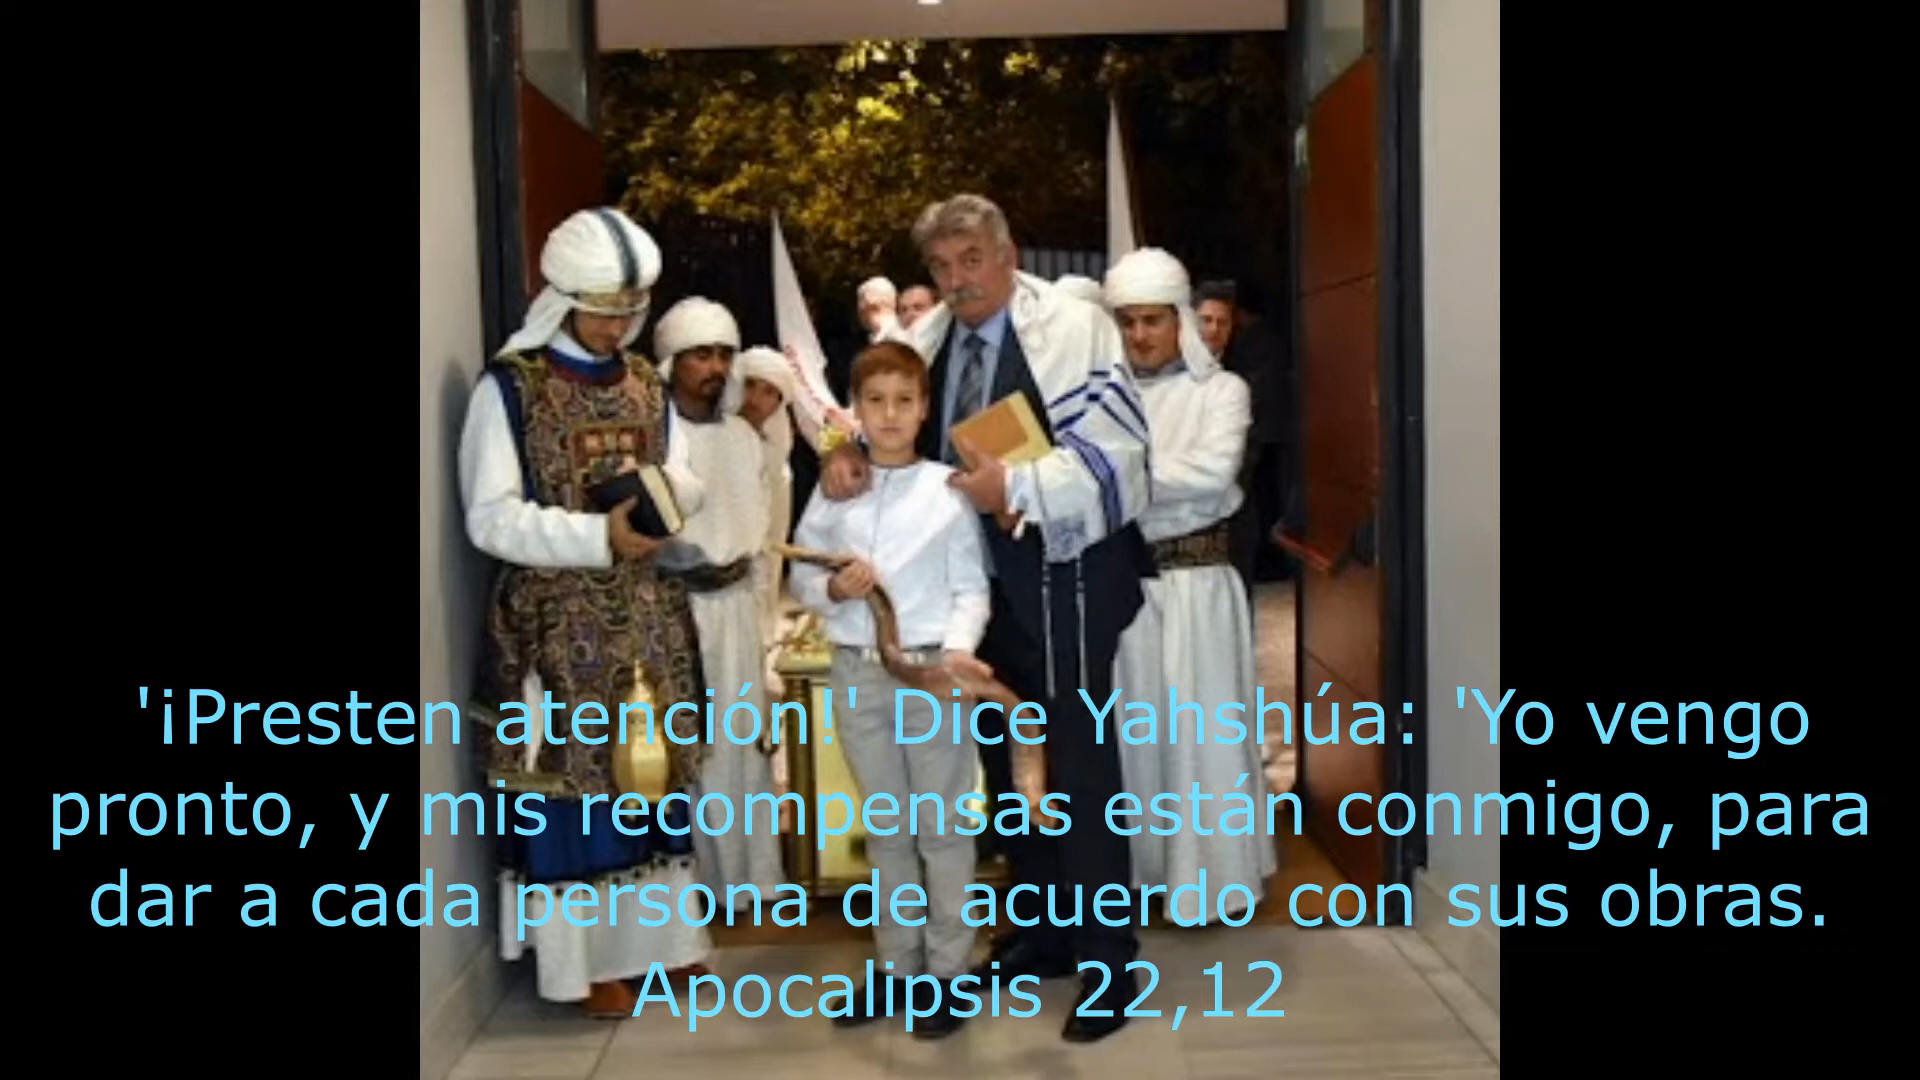 '¡Presten atención!' Dice Yahshúa: 'Yo vengo
pronto, y mis recompensas están conmigo, para
dar a cada persona de acuerdo con sus obras.
Apocalipsis 22,12